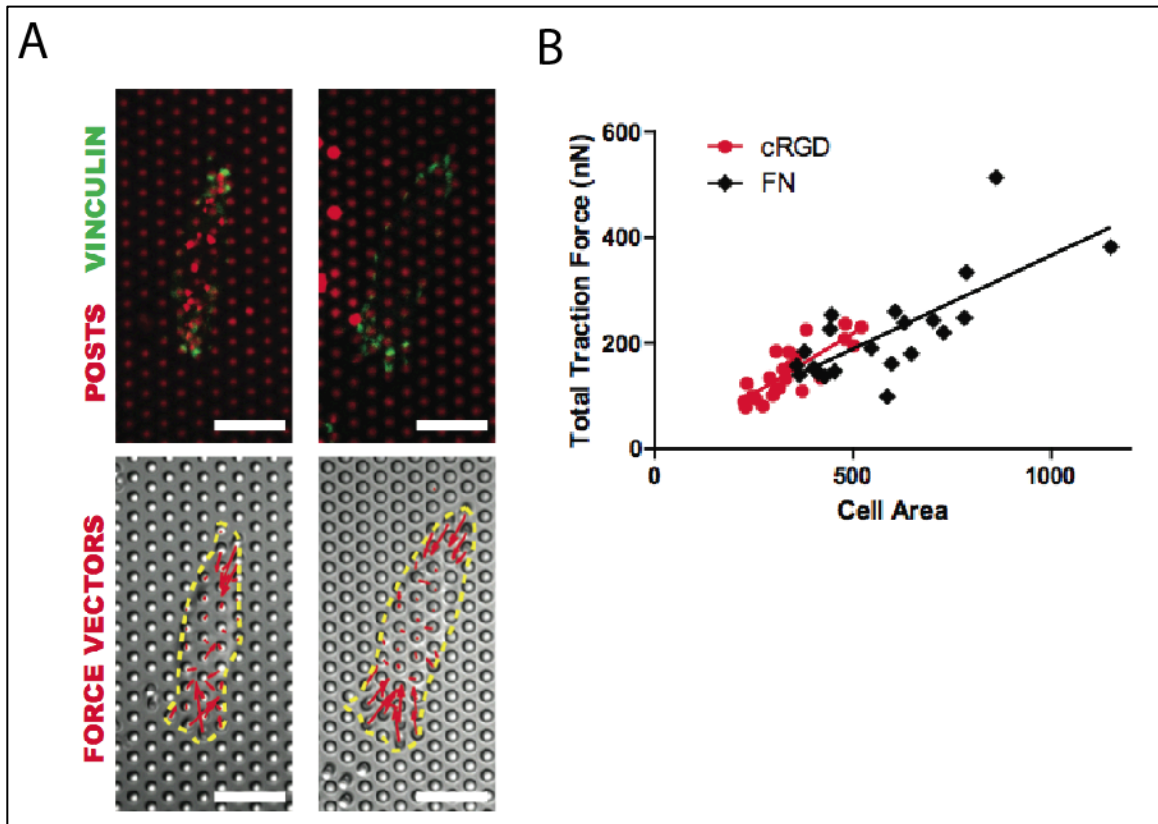 A
POSTS VINCULIN
FORCE VECTORS
B
Total Traction Force (nN)
600
400
200
0
cRGD
FN
0 500 1000
Cell Area